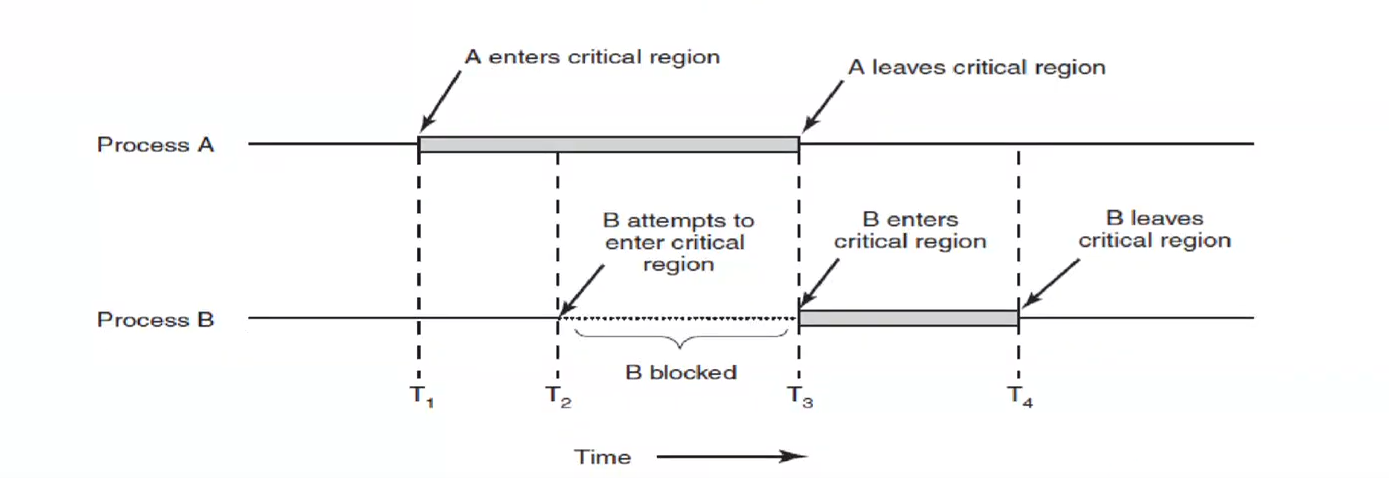 A enters critical region
A leaves critical region
Process A
B attempts to
enter critical
region
B enters
critical region
B leaves
critical region
Process B
B blocked
T1
T2
T3
T4
Time